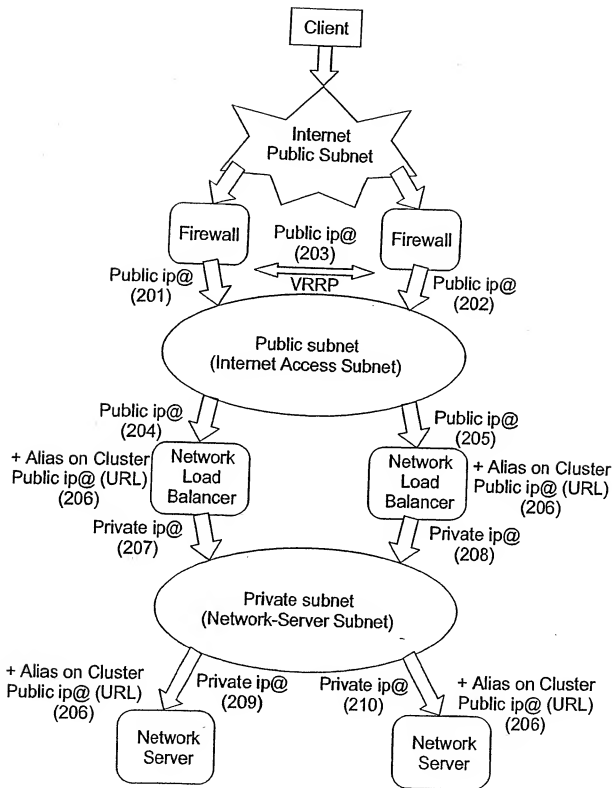 Client
Internet
Public Subnet
Firewall
Public ip@
(203)
VRRP
Firewall
Public ip@
(201)
Public ip@
(202)
Public subnet
(Internet Access Subnet)
Public ip@
(204)
Public ip@
(205)
+ Alias on Cluster
Public ip@ (URL)
(206)
Network
Load
Balancer
Network
Load
Balancer
+ Alias on Cluster
Public ip@ (URL)
(206)
Private ip@
(207)
Private ip@
(208)
Private subnet
(Network-Server Subnet)
+ Alias on Cluster
Public ip@ (URL)
(206)
Private ip@
(209)
Private ip@
(210)
+ Alias on Cluster
Public ip@ (URL)
(206)
Network
Server
Network
Server